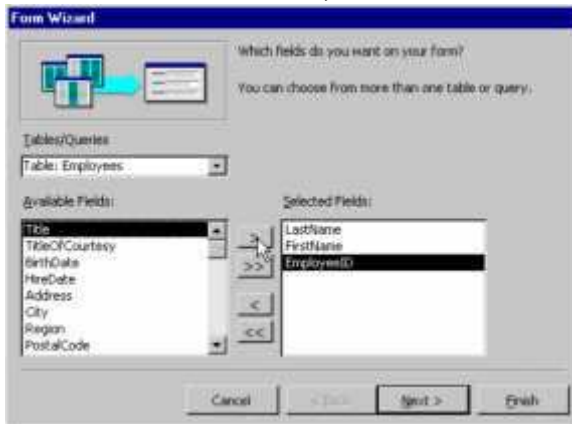 Form Wizard
Which fields do you want on your form?
You can choose from more than one table or query.
Tables/Queries
Table: Employees
Available Fields:
Selected Fields:
Title
TitleOfCourtesy
BirthDate
HireDate
Address
City
Region
PostalCode
>
>>
<
<<
LastName
FirstName
EmployeeID
Cancel
< Back
Next >
Finish